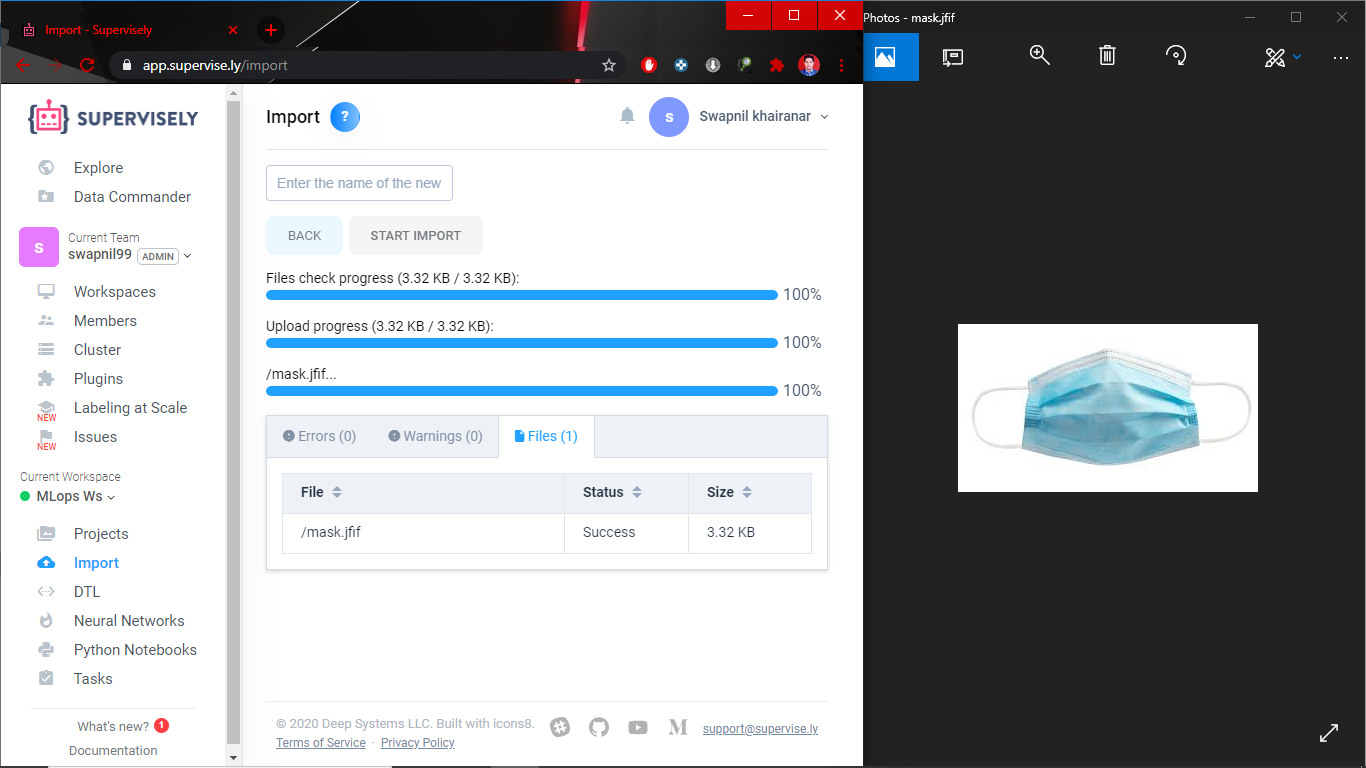 Import - Supervisely
app.supervise.ly/import
SUPERVISELY
Explore
Data Commander
S
Current Team
swapnil99 ADMIN
Workspaces
Members
Cluster
Plugins
Labeling at Scale
NEW
Issues
NEW
Current Workspace
MLops Ws
Projects
Import
DTL
Neural Networks
Python Notebooks
Tasks
What's new? 1
Documentation
Import ?
S Swapnil khairanar
Enter the name of the new
BACK START IMPORT
Files check progress (3.32 KB / 3.32 KB):
100%
Upload progress (3.32 KB / 3.32 KB):
100%
/mask.jfif...
100%
Errors (0) Warnings (0) Files (1)
File Status Size
/mask.jfif Success 3.32 KB
© 2020 Deep Systems LLC. Built with icons8.
Terms of Service · Privacy Policy
support@supervise.ly
Photos - mask.jfif